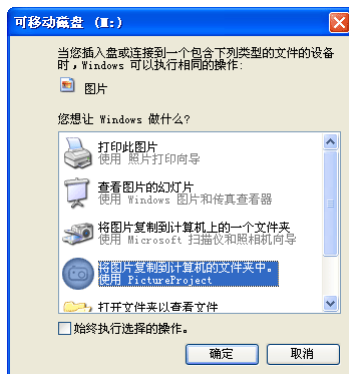 可移动磁盘 (M:)
当您插入盘或连接到一个包含下列类型的文件的设备
时，Windows 可以执行相同的操作:
图片
您想让 Windows 做什么?
打印此图片
使用 照片打印向导
查看图片的幻灯片
使用 Windows 图片和传真查看器
将图片复制到计算机上的一个文件夹
使用 Microsoft 扫描仪和照相机向导
将图片复制到计算机的文件夹中。
使用 PictureProject
打开文件夹以查看文件
始终执行选择的操作。
确定
取消